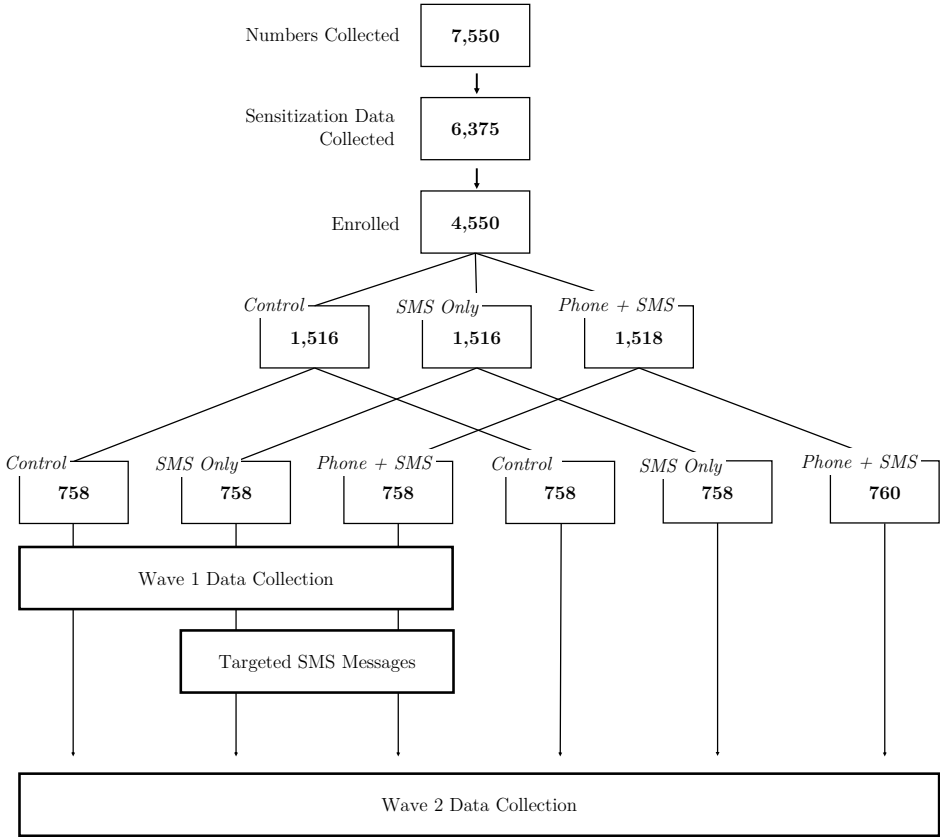 Numbers Collected
7,550
Sensitization Data
Collected
6,375
Enrolled
4,550
Control
SMS Only
Phone + SMS
1,516
1,516
1,518
Control
SMS Only
Phone + SMS
Control
SMS Only
Phone + SMS
758
758
758
758
758
760
Wave 1 Data Collection
Targeted SMS Messages
Wave 2 Data Collection